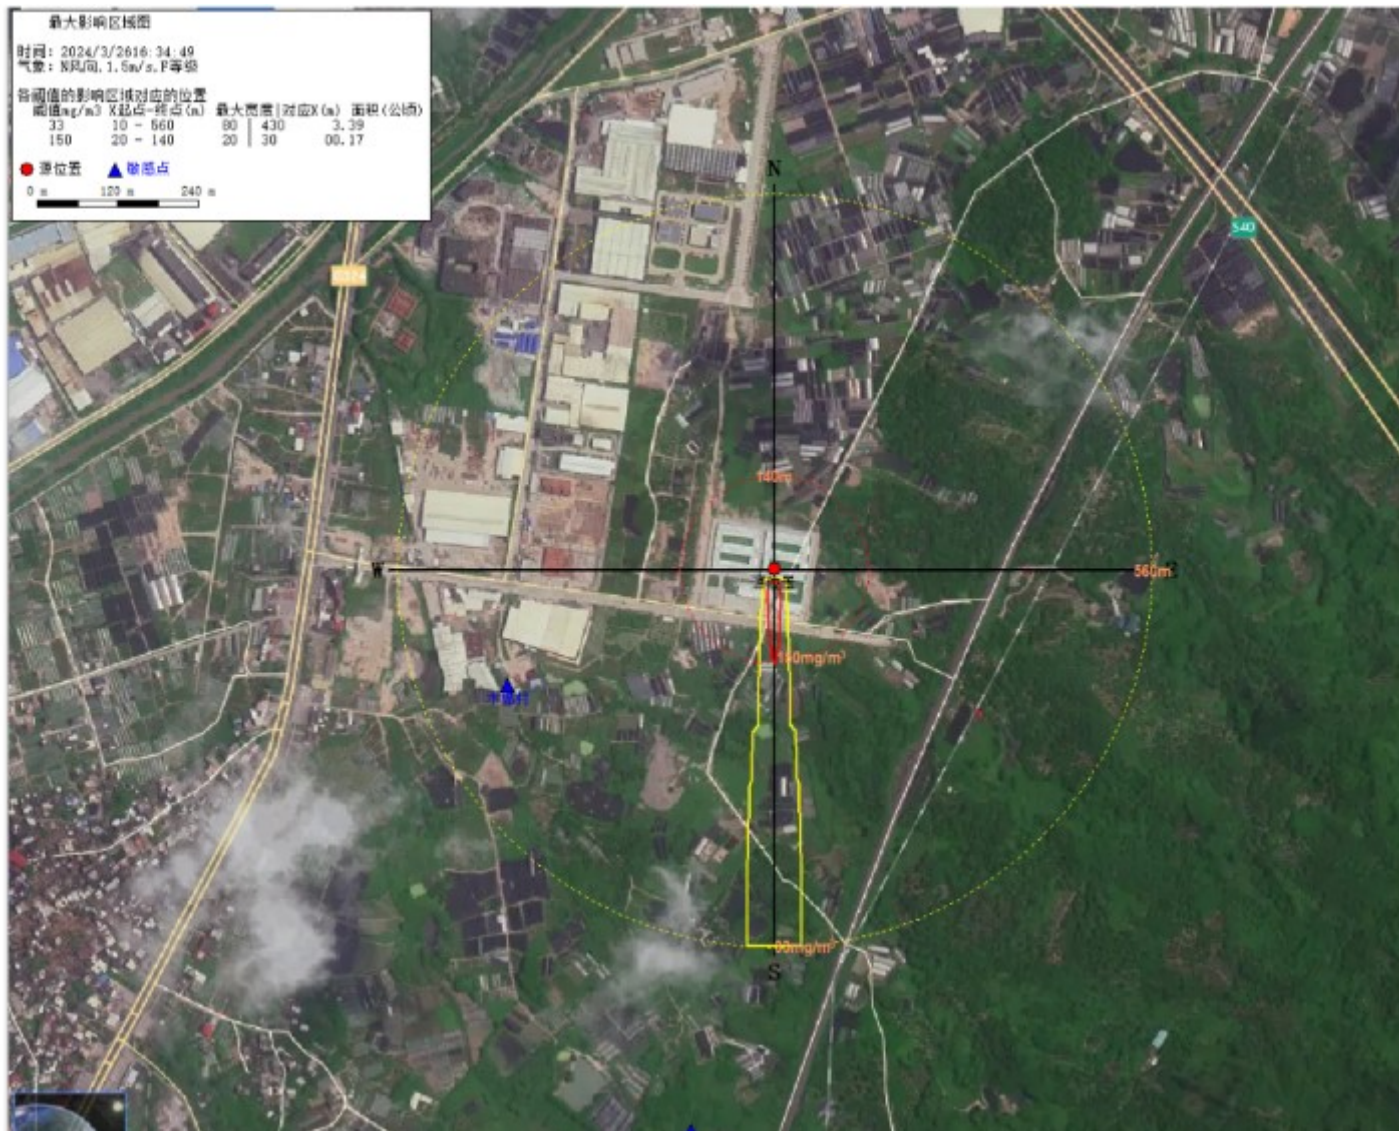 最大影响区域图
时间: 2024/3/2616:34:49
气象: N风向,1.5m/s,F等级
各阈值的影响区域对应的位置
阈值mg/m3 X起点-终点(m) 最大宽度|对应X(m) 面积(公顷)
33 10 - 560 80 | 430 3.39
150 20 - 140 20 | 30 00.17
源位置 敏感点
0 m 120 m 240 m
N
S40
140m
W
560m
150mg/m³
S